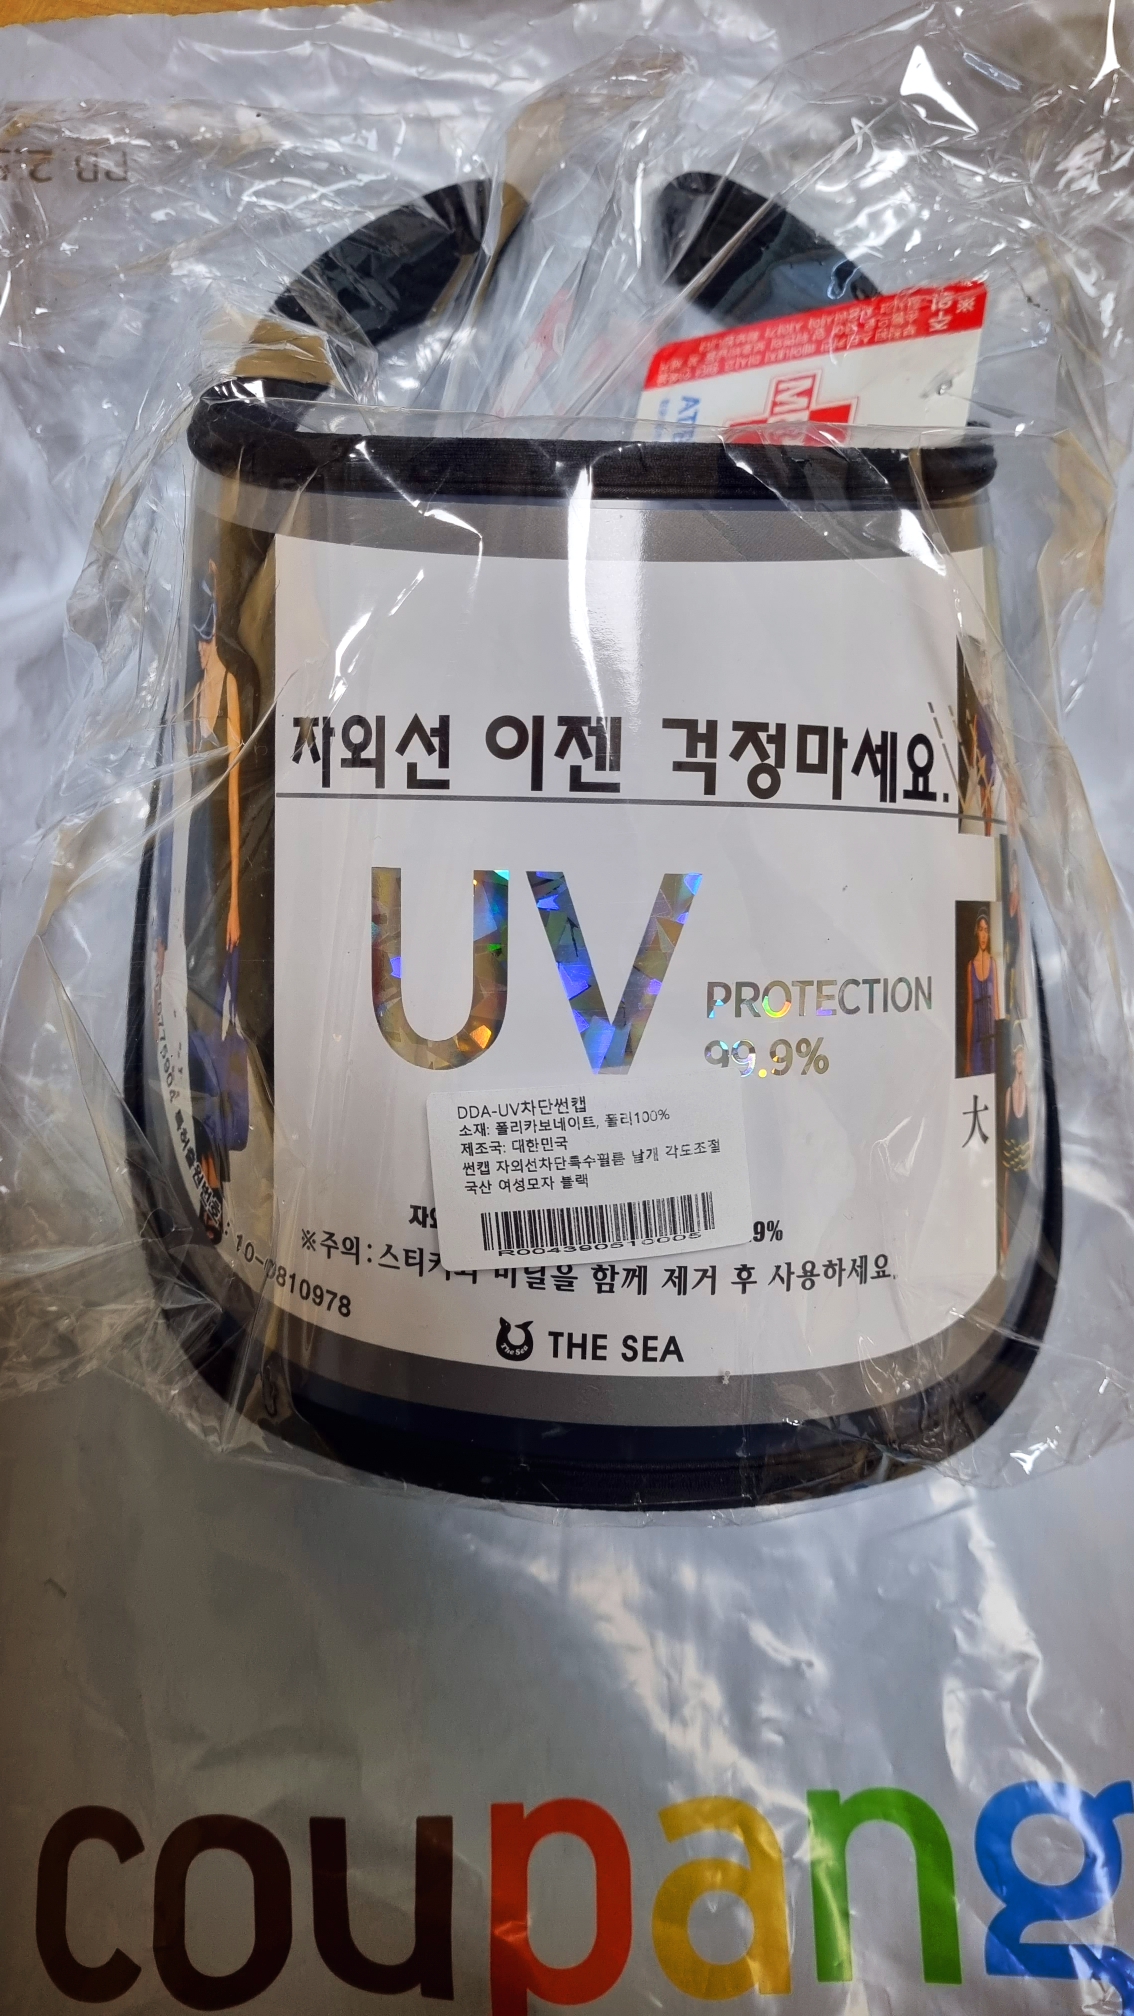 자외선 이젠 걱정마세요.
UV
PROTECTION
99.9%
DDA-UV차단썬캡
소재: 폴리카보네이트, 폴리100%
제조국: 대한민국
썬캡 자외선차단특수필름 날개 각도조절
국산 여성모자 블랙
R004390510005
.9%
※주의:스티커와 비닐을 함께 제거 후 사용하세요.
THE SEA
大
coupang